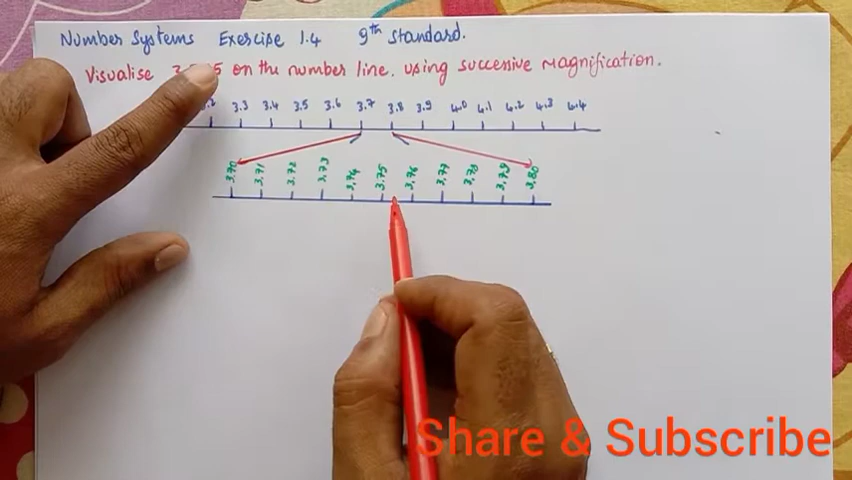 Number Systems Exercise 1.4 9th Standard.
Visualise on the number line, using successive magnification.
3.3 3.4 3.5 3.6 3.7 3.8 3.9 4.0 4.1 4.2 4.3 4.4
3.70 3.71 3.72 3.73 3.74 3.75 3.76 3.77 3.78 3.79 3.80
Share & Subscribe